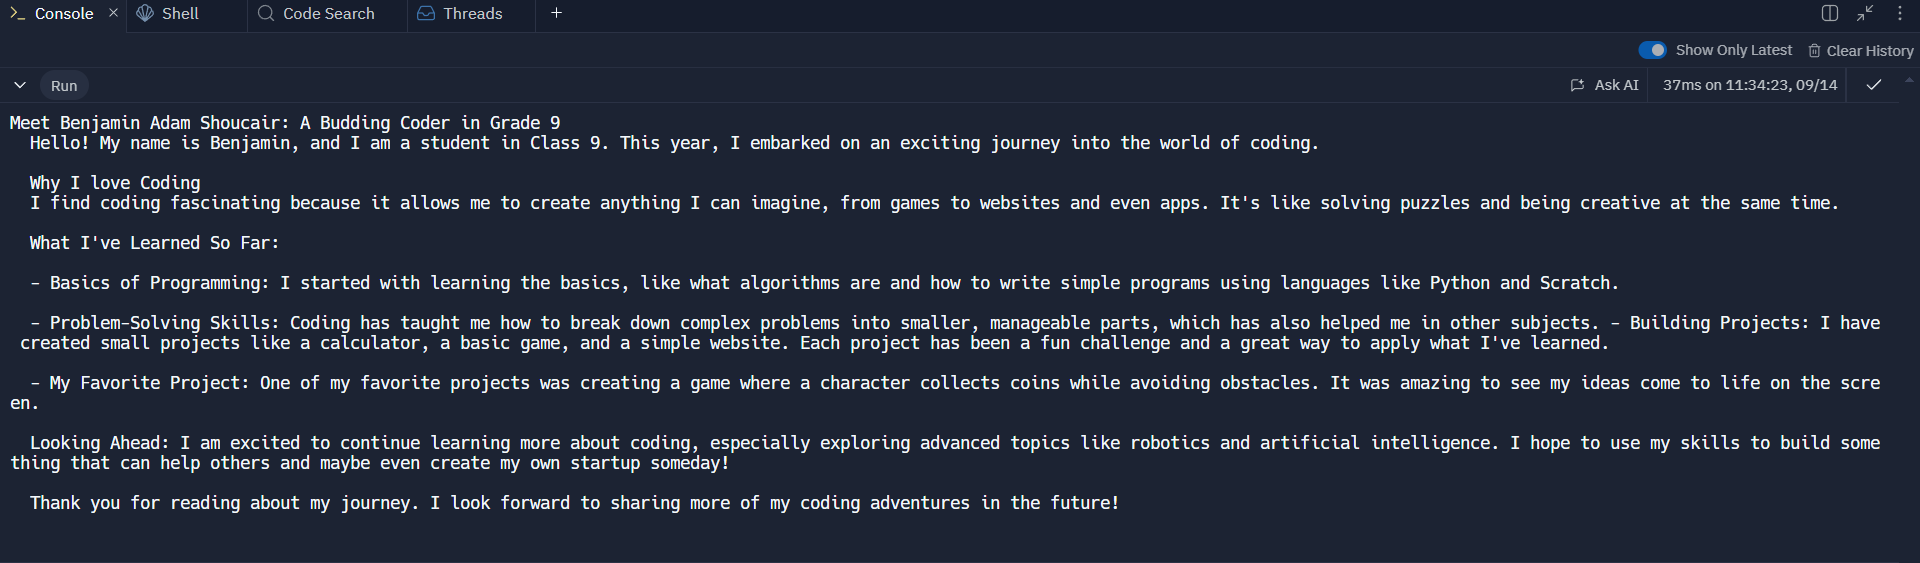 Console
Shell
Code Search
Threads
Show Only Latest
Clear History
Run
Ask AI
37ms on 11:34:23, 09/14
Meet Benjamin Adam Shoucair: A Budding Coder in Grade 9
Hello! My name is Benjamin, and I am a student in Class 9. This year, I embarked on an exciting journey into the world of coding.
Why I love Coding
I find coding fascinating because it allows me to create anything I can imagine, from games to websites and even apps. It's like solving puzzles and being creative at the same time.
What I've Learned So Far:
- Basics of Programming: I started with learning the basics, like what algorithms are and how to write simple programs using languages like Python and Scratch.
- Problem-Solving Skills: Coding has taught me how to break down complex problems into smaller, manageable parts, which has also helped me in other subjects. - Building Projects: I have
created small projects like a calculator, a basic game, and a simple website. Each project has been a fun challenge and a great way to apply what I've learned.
- My Favorite Project: One of my favorite projects was creating a game where a character collects coins while avoiding obstacles. It was amazing to see my ideas come to life on the scre
en.
Looking Ahead: I am excited to continue learning more about coding, especially exploring advanced topics like robotics and artificial intelligence. I hope to use my skills to build some
thing that can help others and maybe even create my own startup someday!
Thank you for reading about my journey. I look forward to sharing more of my coding adventures in the future!